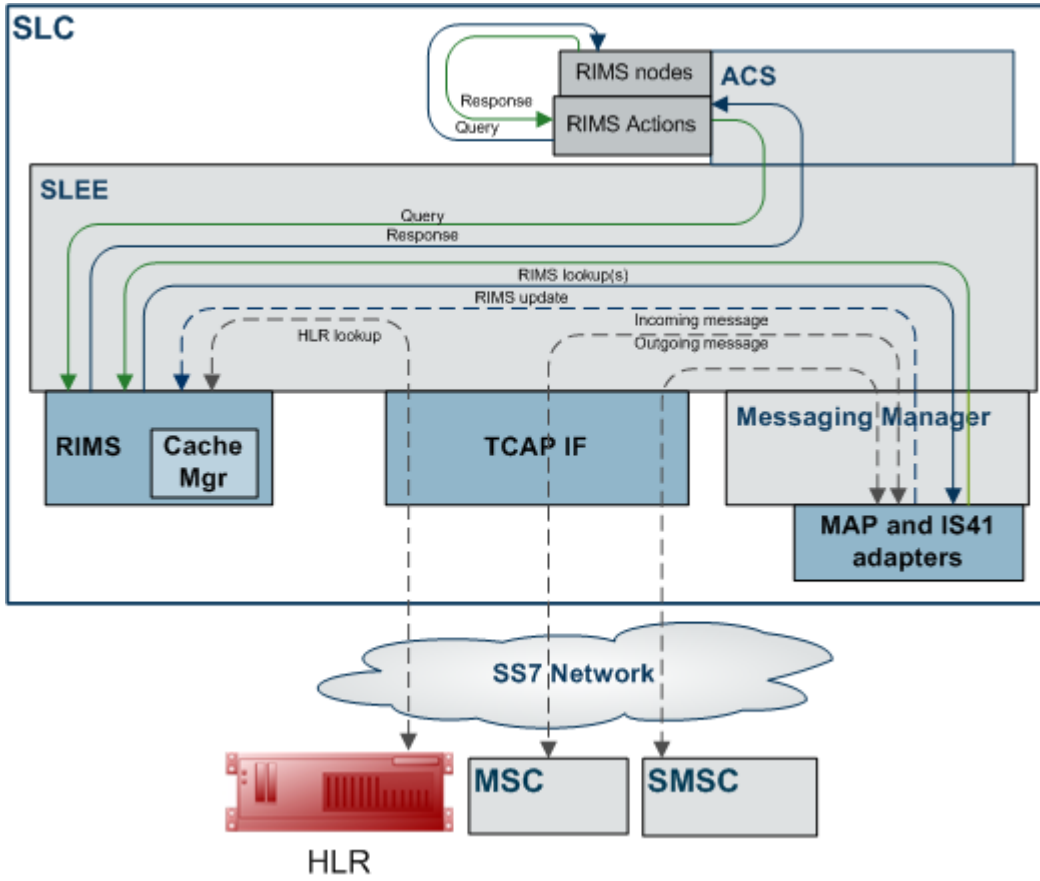 SLC
RIMS nodes
ACS
Response
RIMS Actions
Query
SLEE
Query
Response
RIMS lookup(s)
RIMS update
Incoming message
HLR lookup
Outgoing message
Messaging Manager
RIMS
Cache
Mgr
TCAP IF
MAP and IS41
adapters
SS7 Network
MSC
SMSC
HLR